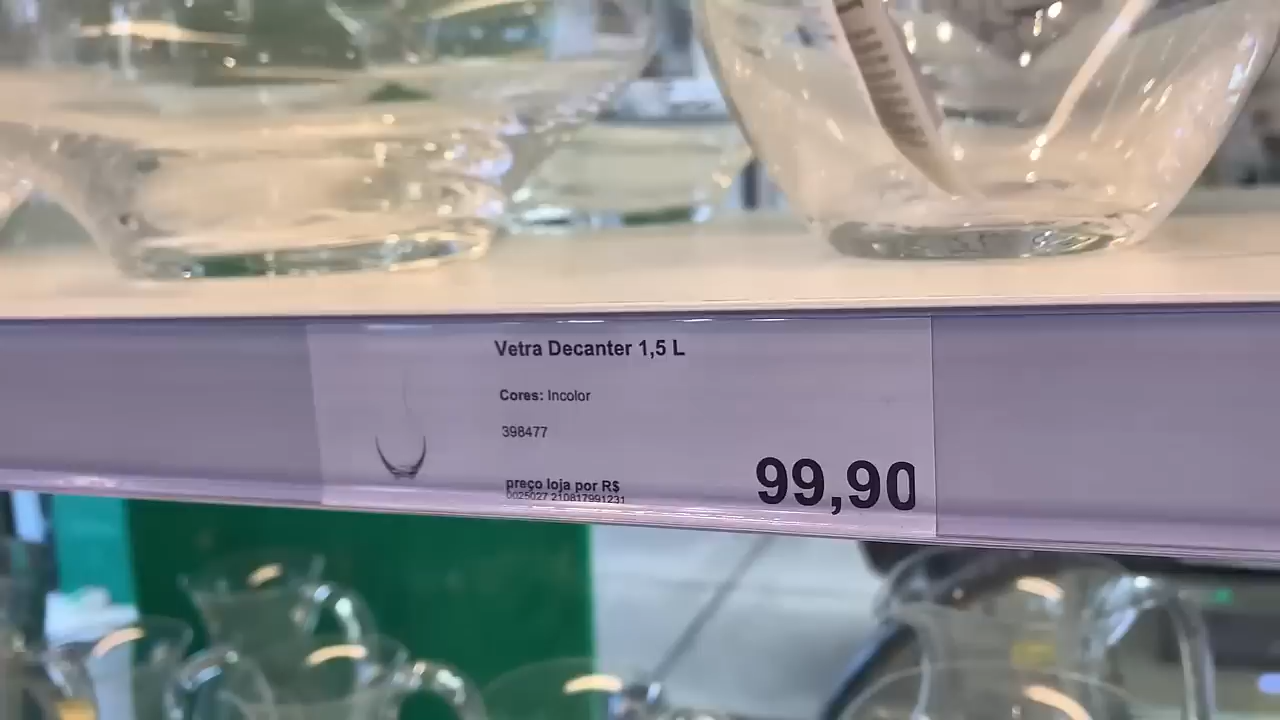 Vetra Decanter 1,5 L
Cores: Incolor
398477
preço loja por R$
0025027 210817991231
99,90